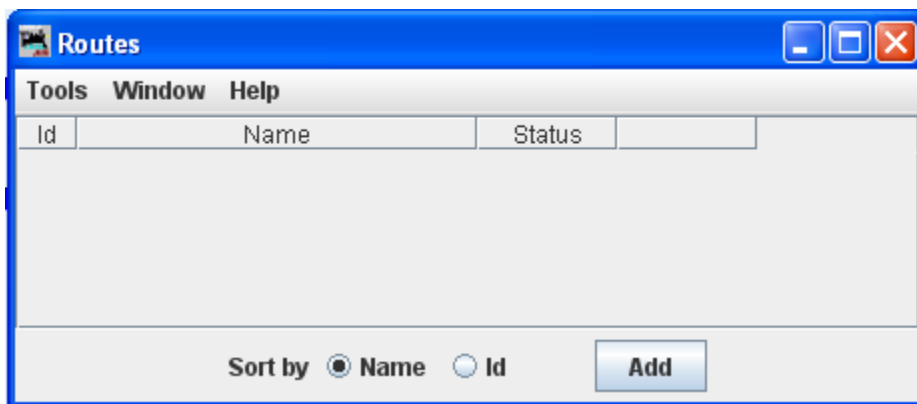 Routes
Tools Window Help
Id Name Status
Sort by Name Id Add